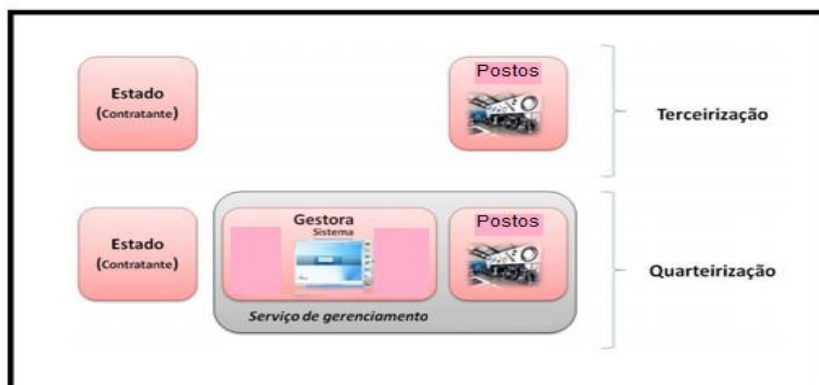 Estado
(Contratante)
Postos
Terceirização
Estado
(Contratante)
Gestora
Sistema
Postos
Serviço de gerenciamento
Quarteirização